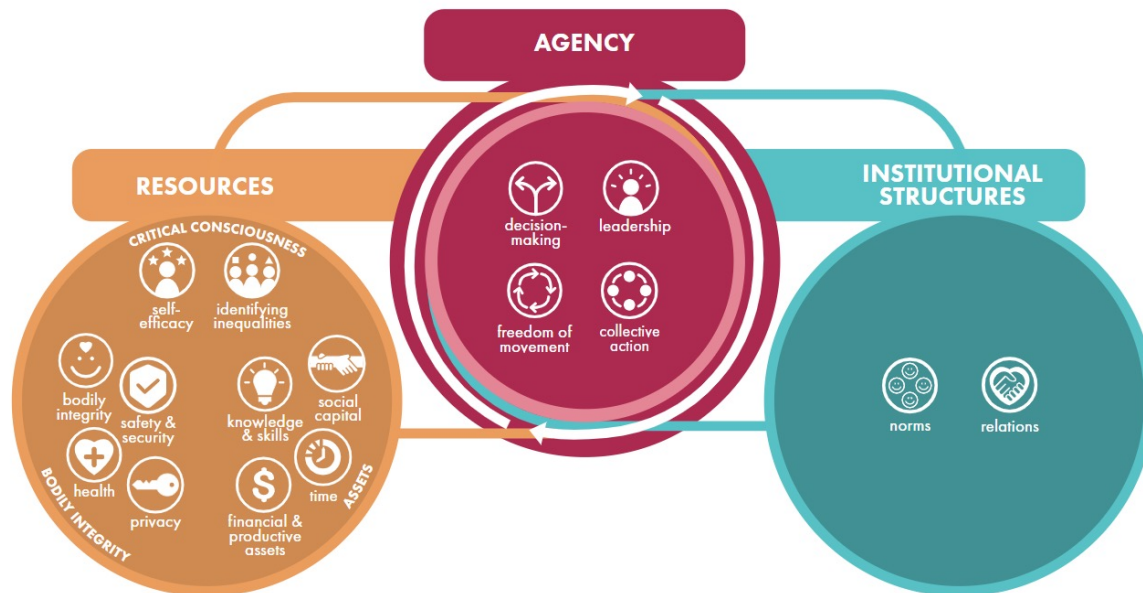 AGENCY
RESOURCES
INSTITUTIONAL
STRUCTURES
decision-
making
leadership
freedom of
movement
collective
action
CRITICAL CONSCIOUSNESS
self-
efficacy
identifying
inequalities
bodily
integrity
safety &
security
knowledge
& skills
social
capital
health
privacy
financial &
productive
assets
time
BODILY INTEGRITY
ASSETS
norms
relations
$